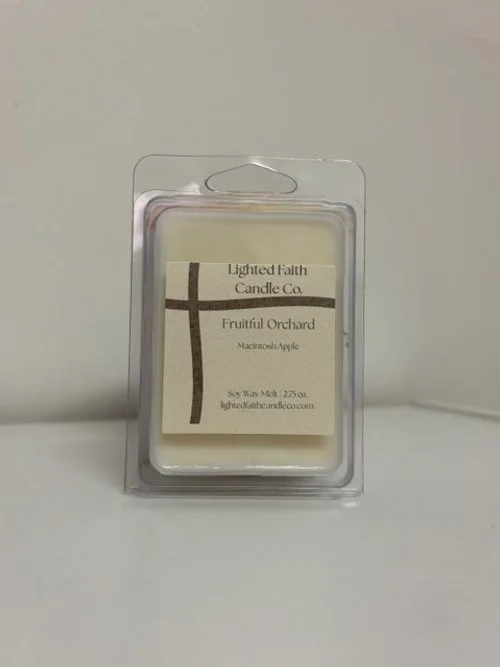 Lighted Faith
Candle Co.
Fruitful Orchard
Macintosh Apple
Soy Wax Melt | 2.75 oz.
lightedfaithcandleco.com